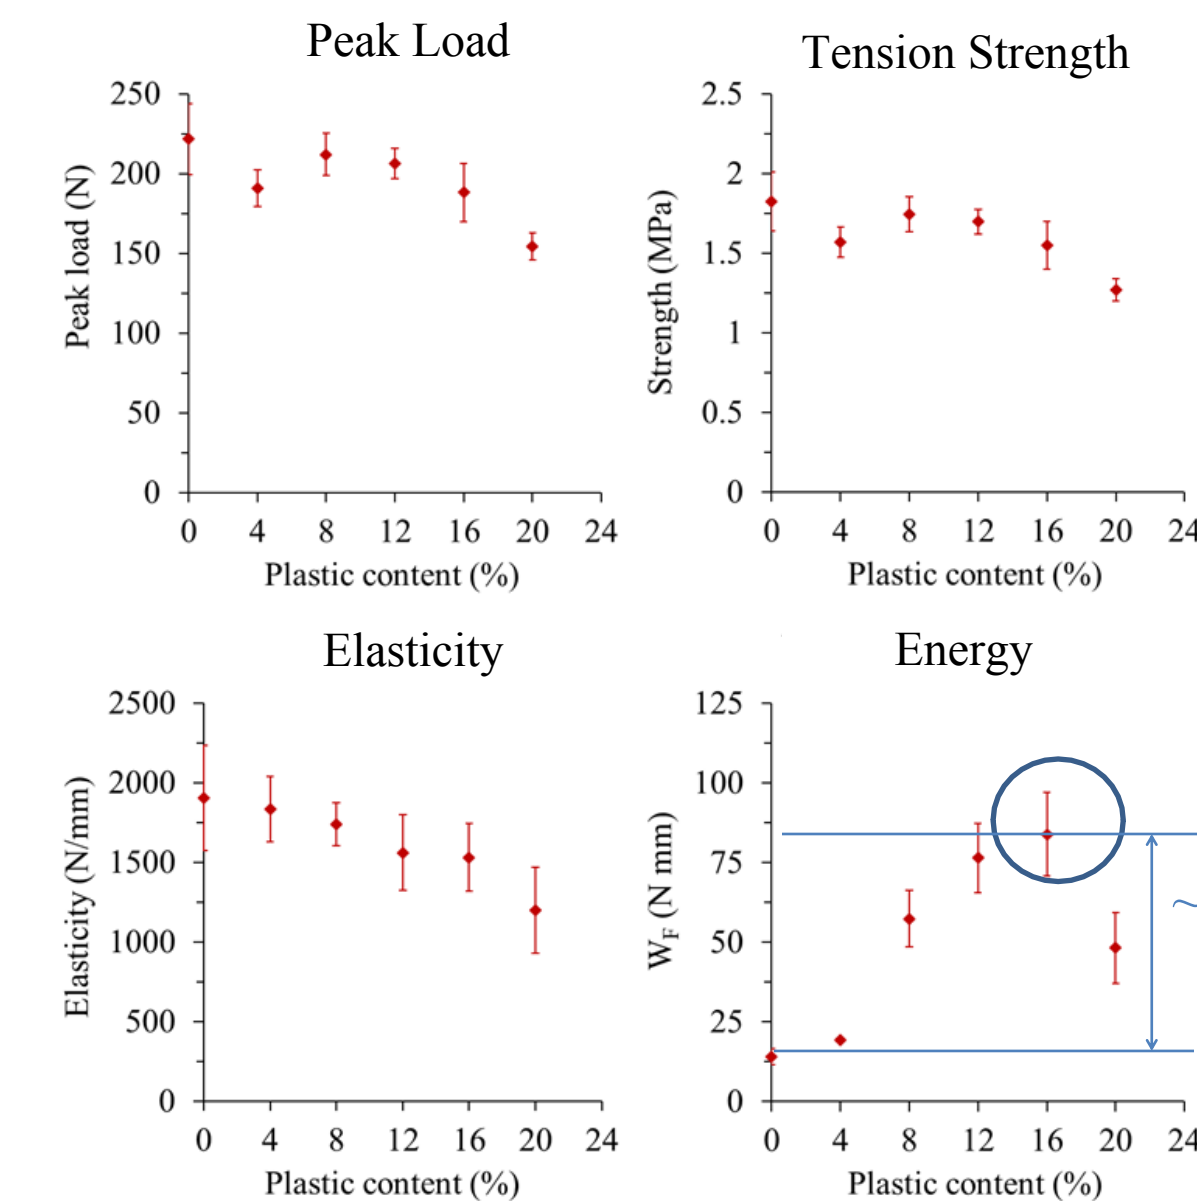 Peak Load
250
200
150
100
50
0
Peak load (N)
0 4 8 12 16 20 24
Plastic content (%)
Tension Strength
2.5
2
1.5
1
0.5
0
Strength (MPa)
0 4 8 12 16 20 24
Plastic content (%)
Elasticity
2500
2000
1500
1000
500
0
Elasticity (N/mm)
0 4 8 12 16 20 24
Plastic content (%)
Energy
125
100
75
50
25
0
W_F (N mm)
~
0 4 8 12 16 20 24
Plastic content (%)